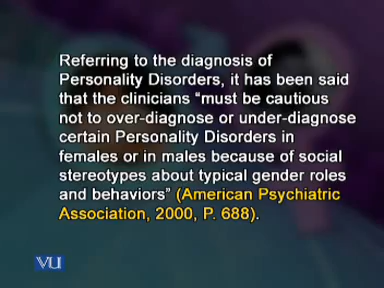 Referring to the diagnosis of
Personality Disorders, it has been said
that the clinicians “must be cautious
not to over-diagnose or under-diagnose
certain Personality Disorders in
females or in males because of social
stereotypes about typical gender roles
and behaviors” (American Psychiatric
Association, 2000, P. 688).
VU